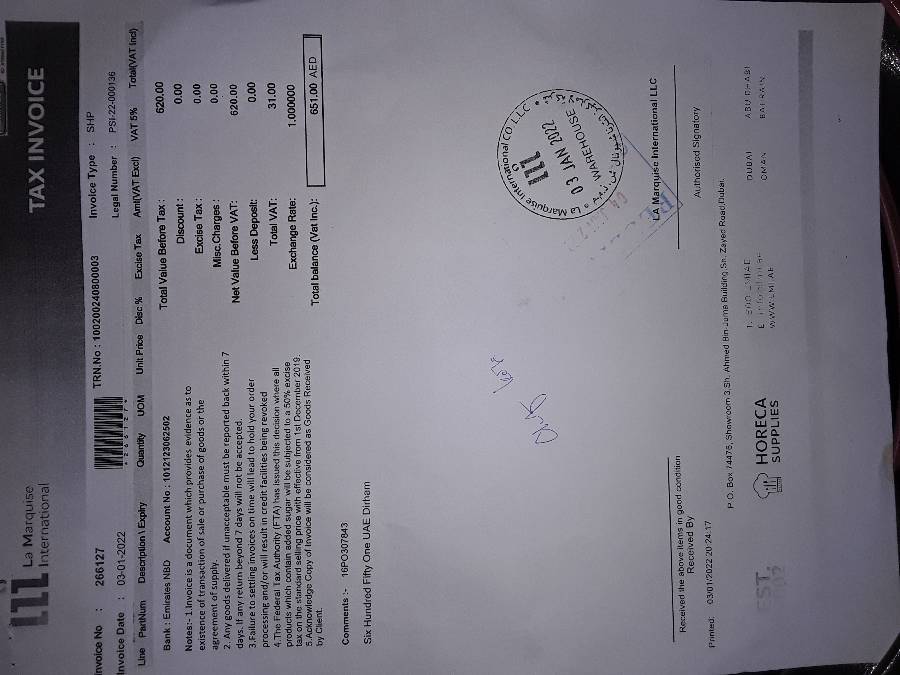 TAX INVOICE
La Marquise
International
Invoice No : 266127
TRN.No : 100200240800003
Invoice Type : SHP
Invoice Date : 03-01-2022
* 2 6 6 1 2 7 *
Legal Number : PSI-22-000136
Line PartNum Description \ Expiry Quantity UOM Unit Price Disc % Excise Tax Amt(VAT Excl) VAT 5% Total(VAT Incl)
Bank : Emirates NBD Account No : 1012123062502
Total Value Before Tax : 620.00
Discount : 0.00
Excise Tax : 0.00
Misc.Charges : 0.00
Net Value Before VAT: 620.00
Less Deposit: 0.00
Total VAT: 31.00
Exchange Rate: 1.000000
Total balance (Vat Inc.): 651.00 AED
Notes:- 1.Invoice is a document which provides evidence as to
existence of transaction of sale or purchase of goods or the
agreement of supply.
2. Any goods delivered if unacceptable must be reported back within 7
days. If any return beyond 7 days will not be accepted.
3.Failure to settling invoices on time will lead to hold your order
processing and/or will result in credit facilities being revoked
4.The Federal Tax Authority (FTA) has issued this decision where all
products which contain added sugar will be subjected to a 50% excise
tax on the standard selling price with effective from 1st December 2019.
5.Acknowledge Copy of Invoice will be considered as Goods Received
by Client.
Comments :- 16PO307843
Six Hundred Fifty One UAE Dirham
La Marquise International CO LLC
03 JAN 2022
WAREHOUSE
LA Marquise International LLC
Received the above items in good condition
Received By
Authorised Signatory
Printed: 03/01/2022 20:24:17
P.O. Box 74478, Showroom 3,Sh. Ahmed Bin Juma Building,Sh. Zayed Road,Dubai.
EST.
HORECA
SUPPLIES
WWW.LMI.AE
DUBAI
OMAN
ABU DHABI
BAHRAIN